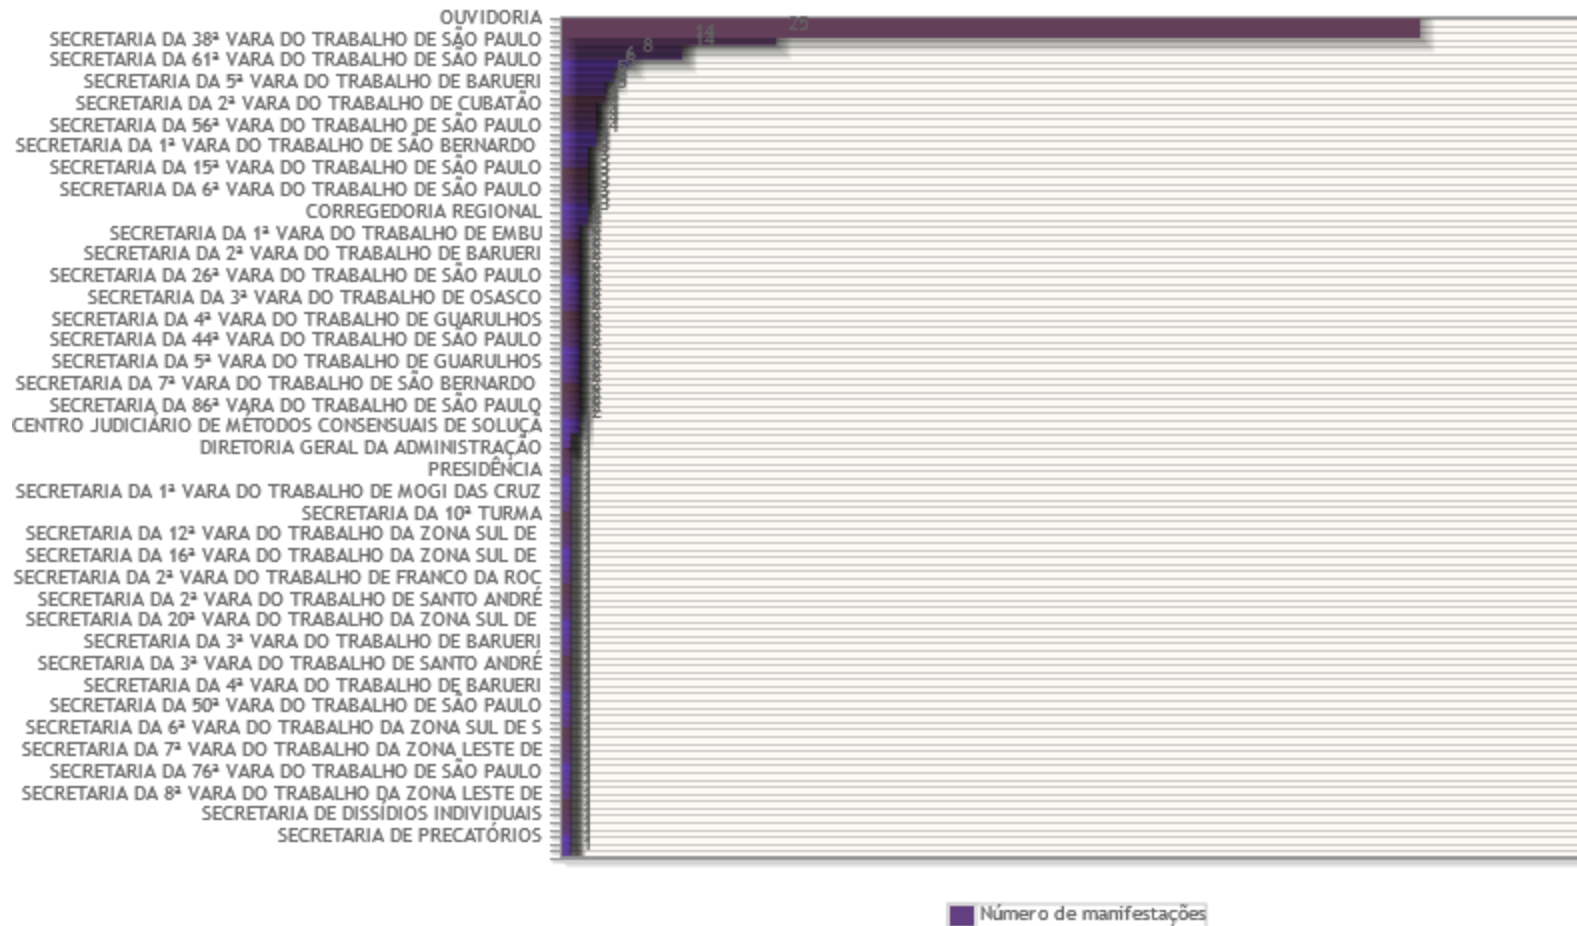 OUVIDORIA
SECRETARIA DA 38ª VARA DO TRABALHO DE SÃO PAULO
SECRETARIA DA 61ª VARA DO TRABALHO DE SÃO PAULO
SECRETARIA DA 5ª VARA DO TRABALHO DE BARUERI
SECRETARIA DA 2ª VARA DO TRABALHO DE CUBATÃO
SECRETARIA DA 56ª VARA DO TRABALHO DE SÃO PAULO
SECRETARIA DA 1ª VARA DO TRABALHO DE SÃO BERNARDO
SECRETARIA DA 15ª VARA DO TRABALHO DE SÃO PAULO
SECRETARIA DA 6ª VARA DO TRABALHO DE SÃO PAULO
CORREGEDORIA REGIONAL
SECRETARIA DA 1ª VARA DO TRABALHO DE EMBU
SECRETARIA DA 2ª VARA DO TRABALHO DE BARUERI
SECRETARIA DA 26ª VARA DO TRABALHO DE SÃO PAULO
SECRETARIA DA 3ª VARA DO TRABALHO DE OSASCO
SECRETARIA DA 4ª VARA DO TRABALHO DE GUARULHOS
SECRETARIA DA 44ª VARA DO TRABALHO DE SÃO PAULO
SECRETARIA DA 5ª VARA DO TRABALHO DE GUARULHOS
SECRETARIA DA 7ª VARA DO TRABALHO DE SÃO BERNARDO
SECRETARIA DA 86ª VARA DO TRABALHO DE SÃO PAULO
CENTRO JUDICIÁRIO DE MÉTODOS CONSENSUAIS DE SOLUÇÃ
DIRETORIA GERAL DA ADMINISTRAÇÃO
PRESIDÊNCIA
SECRETARIA DA 1ª VARA DO TRABALHO DE MOGI DAS CRUZ
SECRETARIA DA 10ª TURMA
SECRETARIA DA 12ª VARA DO TRABALHO DA ZONA SUL DE
SECRETARIA DA 16ª VARA DO TRABALHO DA ZONA SUL DE
SECRETARIA DA 2ª VARA DO TRABALHO DE FRANCO DA ROC
SECRETARIA DA 2ª VARA DO TRABALHO DE SANTO ANDRÉ
SECRETARIA DA 20ª VARA DO TRABALHO DA ZONA SUL DE
SECRETARIA DA 3ª VARA DO TRABALHO DE BARUERI
SECRETARIA DA 3ª VARA DO TRABALHO DE SANTO ANDRÉ
SECRETARIA DA 4ª VARA DO TRABALHO DE BARUERI
SECRETARIA DA 50ª VARA DO TRABALHO DE SÃO PAULO
SECRETARIA DA 6ª VARA DO TRABALHO DA ZONA SUL DE S
SECRETARIA DA 7ª VARA DO TRABALHO DA ZONA LESTE DE
SECRETARIA DA 76ª VARA DO TRABALHO DE SÃO PAULO
SECRETARIA DA 8ª VARA DO TRABALHO DA ZONA LESTE DE
SECRETARIA DE DISSÍDIOS INDIVIDUAIS
SECRETARIA DE PRECATÓRIOS
25
14
8
Número de manifestações